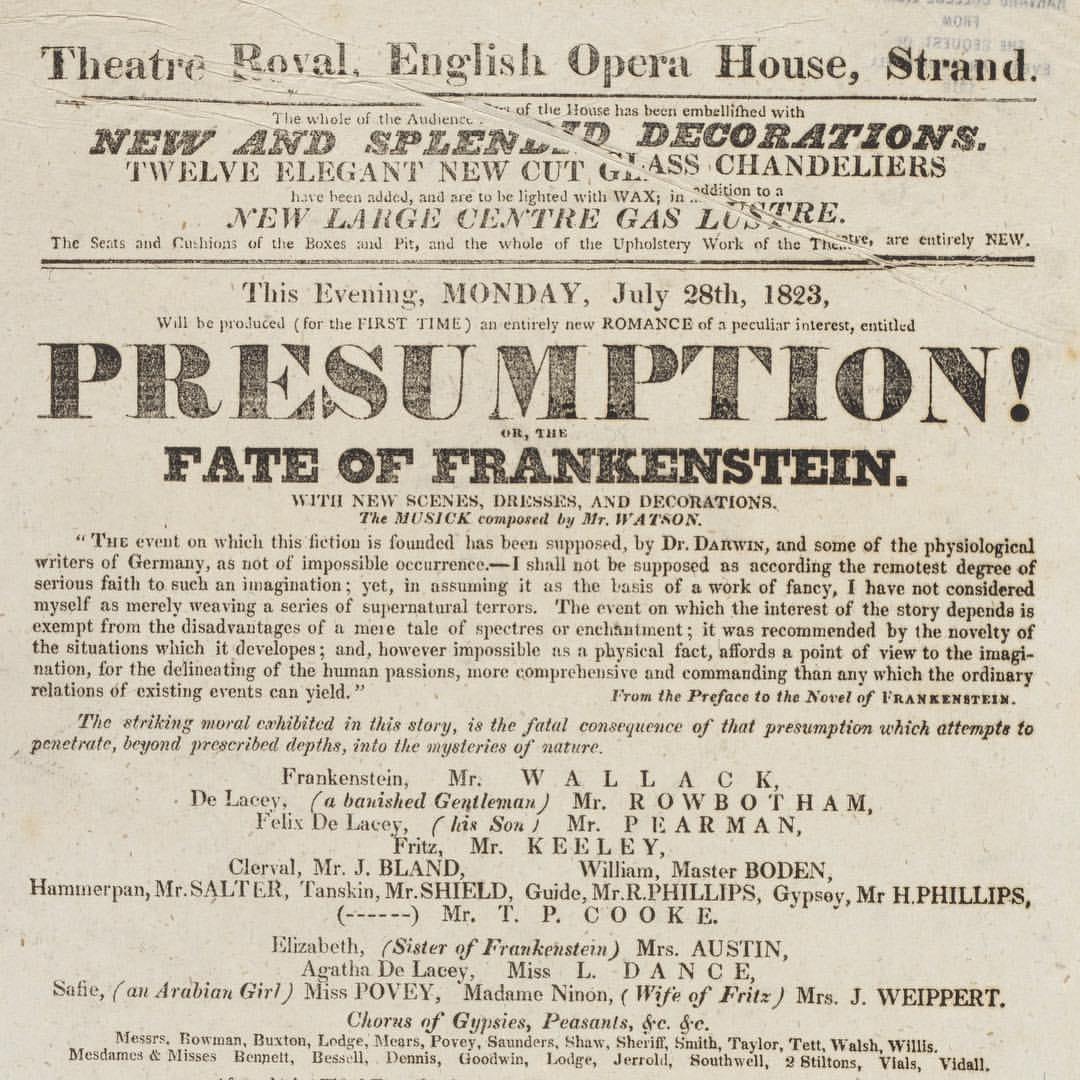 Theatre Royal, English Opera House, Strand.
The whole of the Audience of the House has been embellished with
NEW AND SPLENDID DECORATIONS.
TWELVE ELEGANT NEW CUT GLASS CHANDELIERS
have been added, and are to be lighted with WAX; in addition to a
NEW LARGE CENTRE GAS LUSTRE.
The Seats and Cushions of the Boxes and Pit, and the whole of the Upholstery Work of the Theatre, are entirely NEW.
This Evening, MONDAY, July 28th, 1823,
Will be produced (for the FIRST TIME) an entirely new ROMANCE of a peculiar interest, entitled
PRESUMPTION!
OR, THE
FATE OF FRANKENSTEIN.
WITH NEW SCENES, DRESSES, AND DECORATIONS.
The MUSICK composed by Mr. WATSON.
"THE event on which this fiction is founded has been supposed, by Dr. DARWIN, and some of the physiological
writers of Germany, as not of impossible occurrence.—I shall not be supposed as according the remotest degree of
serious faith to such an imagination; yet, in assuming it as the basis of a work of fancy, I have not considered
myself as merely weaving a series of supernatural terrors. The event on which the interest of the story depends is
exempt from the disadvantages of a mere tale of spectres or enchantment; it was recommended by the novelty of
the situations which it developes; and, however impossible as a physical fact, affords a point of view to the imagi-
nation, for the delineating of the human passions, more comprehensive and commanding than any which the ordinary
relations of existing events can yield." From the Preface to the Novel of FRANKENSTEIN.
The striking moral exhibited in this story, is the fatal consequence of that presumption which attempts to
penetrate, beyond prescribed depths, into the mysteries of nature.
Frankenstein, Mr. WALLACK,
De Lacey, (a banished Gentleman) Mr. ROWBOTHAM,
Felix De Lacey, (his Son) Mr. PEARMAN,
Fritz, Mr. KEELEY,
Clerval, Mr. J. BLAND, William, Master BODEN,
Hammerpan, Mr. SALTER, Tanskin, Mr. SHIELD, Guide, Mr. R. PHILLIPS, Gypsey, Mr H. PHILLIPS,
(------) Mr. T. P. COOKE.
Elizabeth, (Sister of Frankenstein) Mrs. AUSTIN,
Agatha De Lacey, Miss L. DANCE,
Safie, (an Arabian Girl) Miss POVEY, Madame Ninon, (Wife of Fritz) Mrs. J. WEIPPERT.
Chorus of Gypsies, Peasants, &c. &c.
Messrs. Bowman, Buxton, Lodge, Mears, Povey, Saunders, Shaw, Sheriff, Smith, Taylor, Tett, Walsh, Willis.
Mesdames & Misses Bennett, Bessell, Dennis, Goodwin, Lodge, Jerrold, Southwell, 2 Stiltons, Vials, Vidall.